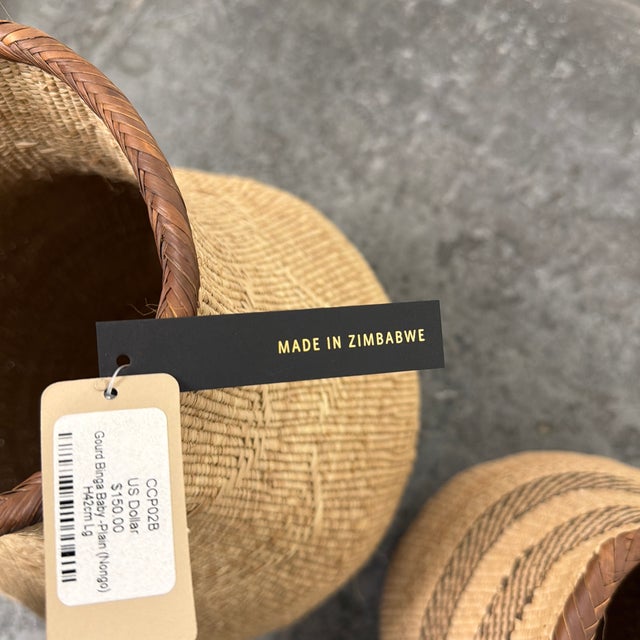 MADE IN ZIMBABWE
CCP02B
US Dollar
$150.00
Gourd Binga Baby -Plain (Nongo)
H42cm Lg